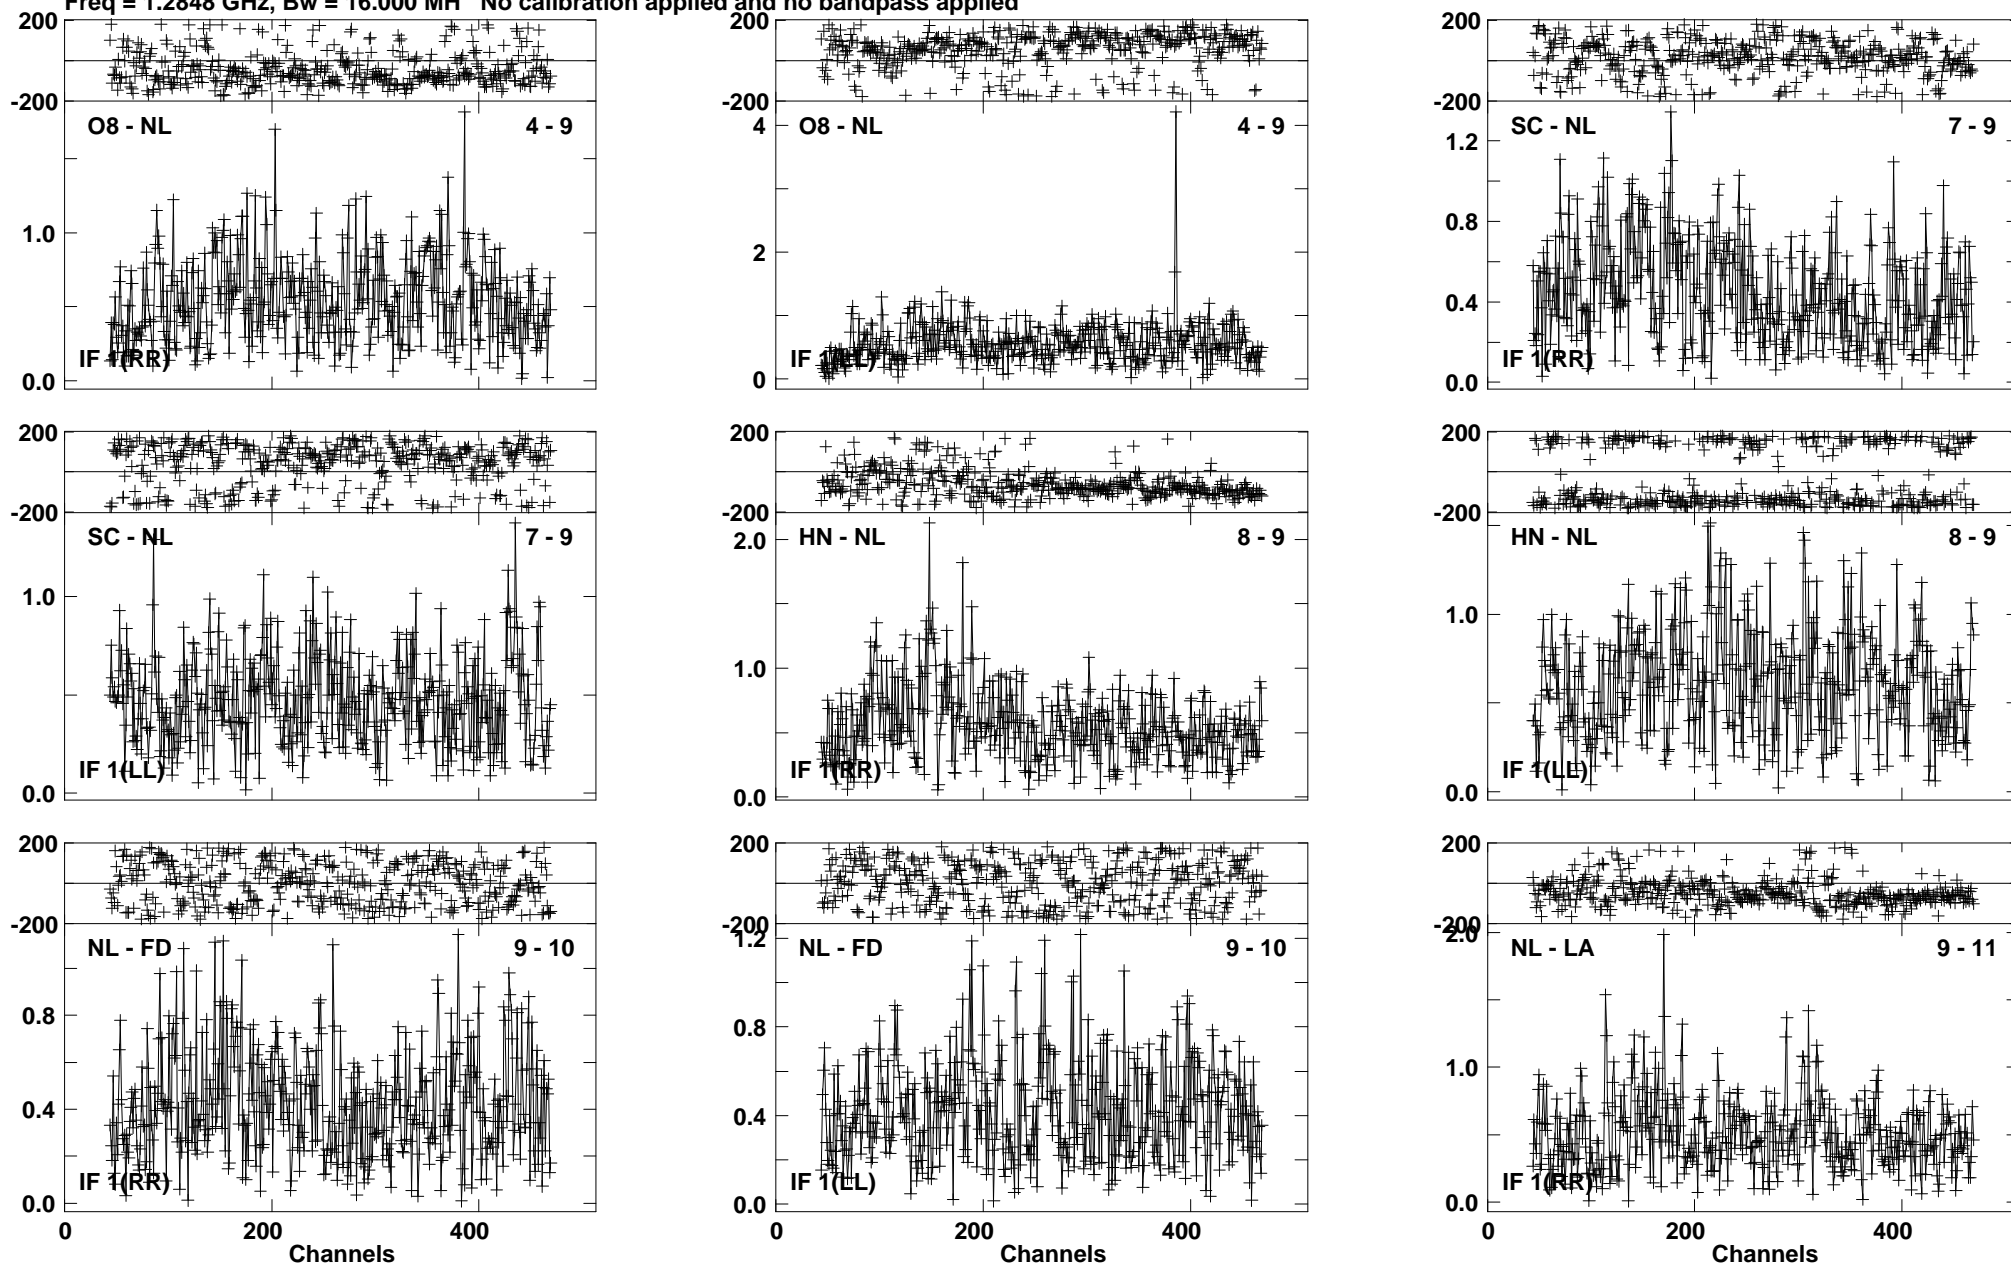 Freq = 1.2848 GHz, Bw = 16.000 MH No calibration applied and no bandpass applied
200
-200
O8 - NL
4 - 9
1.0
0.0
IF 1(RR)
200
-200
O8 - NL
4 - 9
4
2
0
IF 1(LL)
200
-200
SC - NL
7 - 9
1.2
0.8
0.4
0.0
IF 1(RR)
200
-200
SC - NL
7 - 9
1.0
0.0
IF 1(LL)
200
-200
HN - NL
8 - 9
2.0
1.0
0.0
IF 1(RR)
200
-200
HN - NL
8 - 9
1.0
0.0
IF 1(LL)
200
-200
NL - FD
9 - 10
0.8
0.4
0.0
IF 1(RR)
0
200
400
Channels
200
-200
1.2
NL - FD
9 - 10
0.8
0.4
0.0
IF 1(LL)
0
200
400
Channels
200
-200
2.0
NL - LA
9 - 11
1.0
0.0
IF 1(RR)
0
200
400
Channels